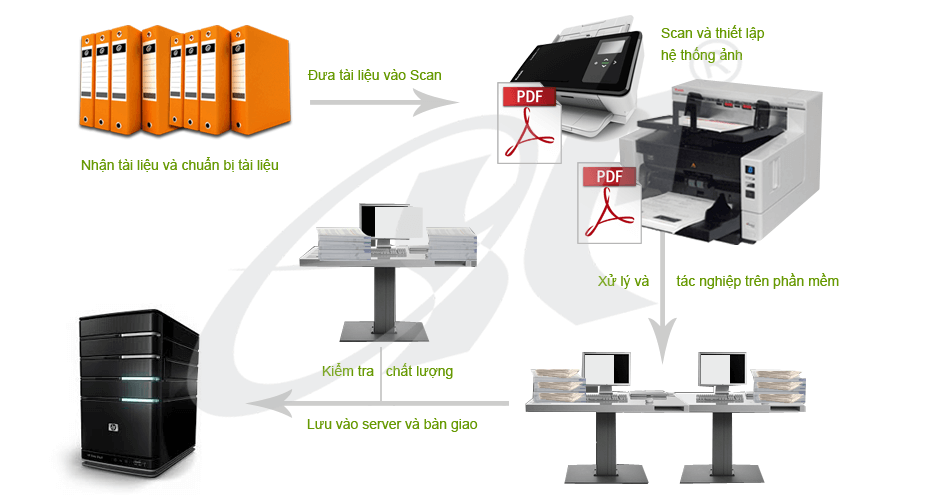 Scan và thiết lập
hệ thống ảnh
Đưa tài liệu vào Scan
PDF
Nhận tài liệu và chuẩn bị tài liệu
PDF
Xử lý và tác nghiệp trên phần mềm
Kiểm tra chất lượng
Lưu vào server và bàn giao
hp